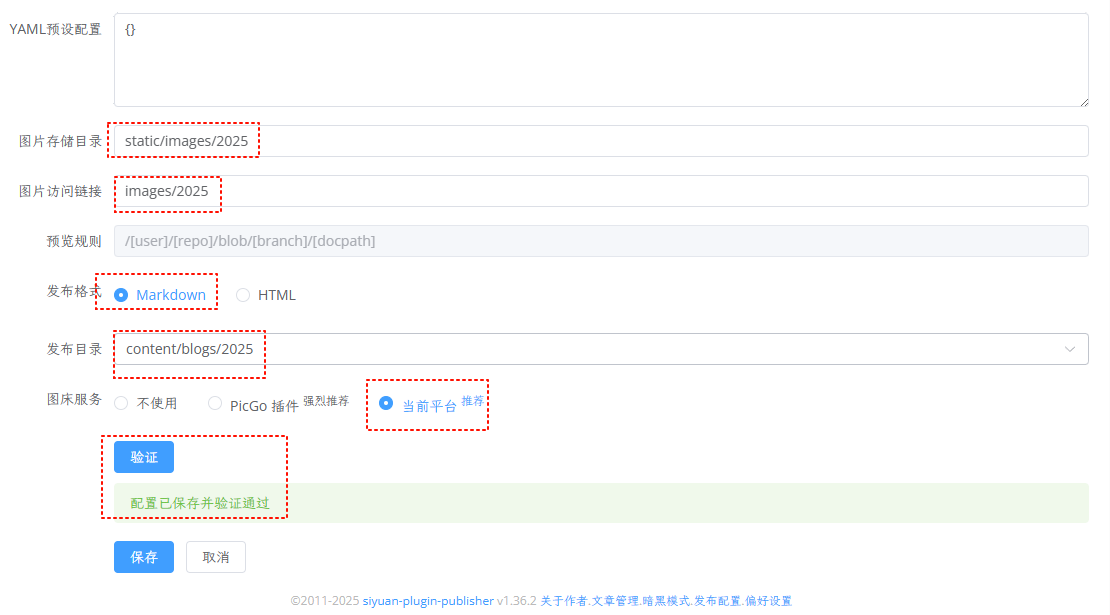 YAML预设配置 {}
图片存储目录 static/images/2025
图片访问链接 images/2025
预览规则 /[user]/[repo]/blob/[branch]/[docpath]
发布格式 Markdown HTML
发布目录 content/blogs/2025
图床服务 不使用 PicGo 插件 强烈推荐 当前平台 推荐
验证
配置已保存并验证通过
保存 取消
©2011-2025 siyuan-plugin-publisher v1.36.2 关于作者.文章管理.暗黑模式.发布配置.偏好设置